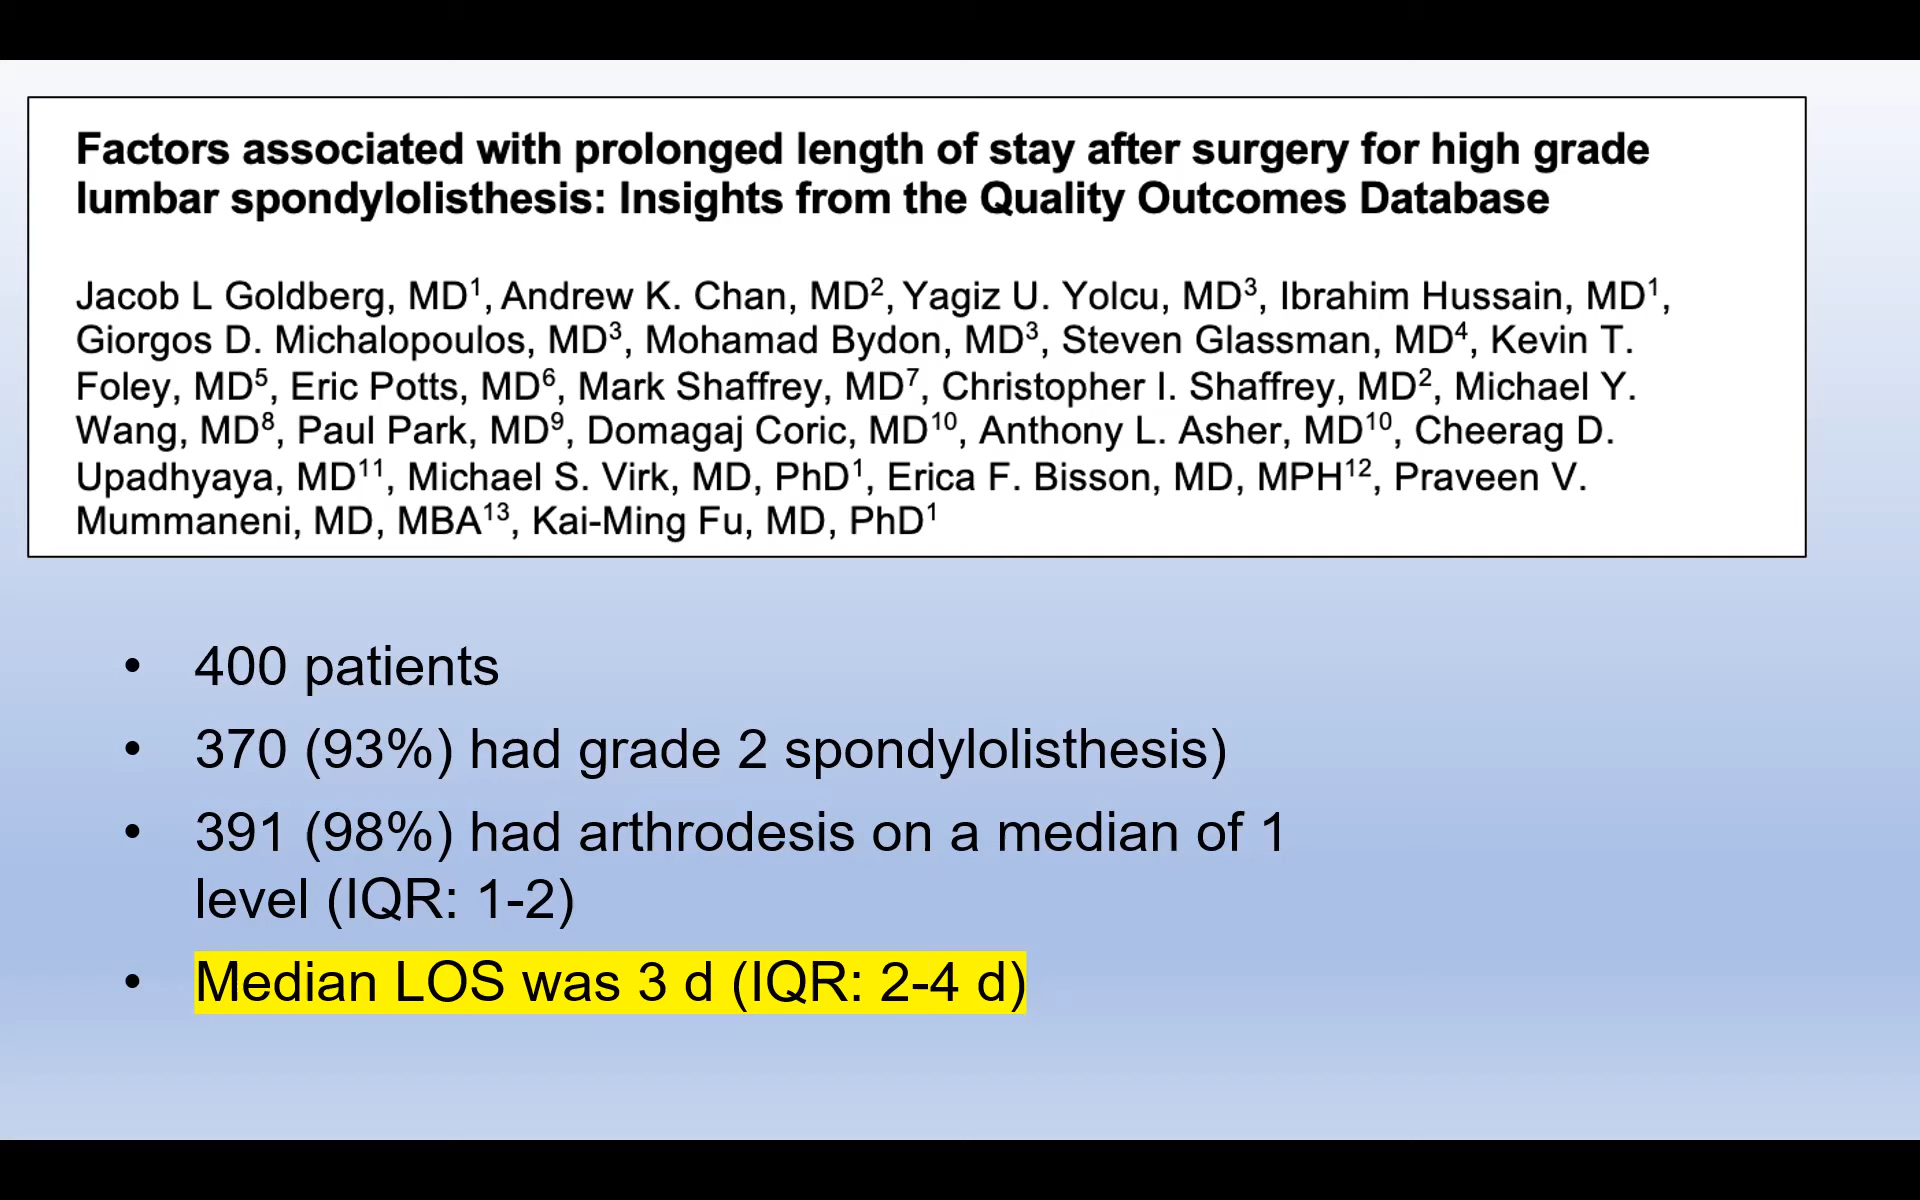 Factors associated with prolonged length of stay after surgery for high grade
lumbar spondylolisthesis: Insights from the Quality Outcomes Database
Jacob L Goldberg, MD¹, Andrew K. Chan, MD², Yagiz U. Yolcu, MD³, Ibrahim Hussain, MD¹,
Giorgos D. Michalopoulos, MD³, Mohamad Bydon, MD³, Steven Glassman, MD⁴, Kevin T.
Foley, MD⁵, Eric Potts, MD⁶, Mark Shaffrey, MD⁷, Christopher I. Shaffrey, MD², Michael Y.
Wang, MD⁸, Paul Park, MD⁹, Domagaj Coric, MD¹⁰, Anthony L. Asher, MD¹⁰, Cheerag D.
Upadhyaya, MD¹¹, Michael S. Virk, MD, PhD¹, Erica F. Bisson, MD, MPH¹², Praveen V.
Mummaneni, MD, MBA¹³, Kai-Ming Fu, MD, PhD¹
• 400 patients
• 370 (93%) had grade 2 spondylolisthesis)
• 391 (98%) had arthrodesis on a median of 1
level (IQR: 1-2)
• Median LOS was 3 d (IQR: 2-4 d)